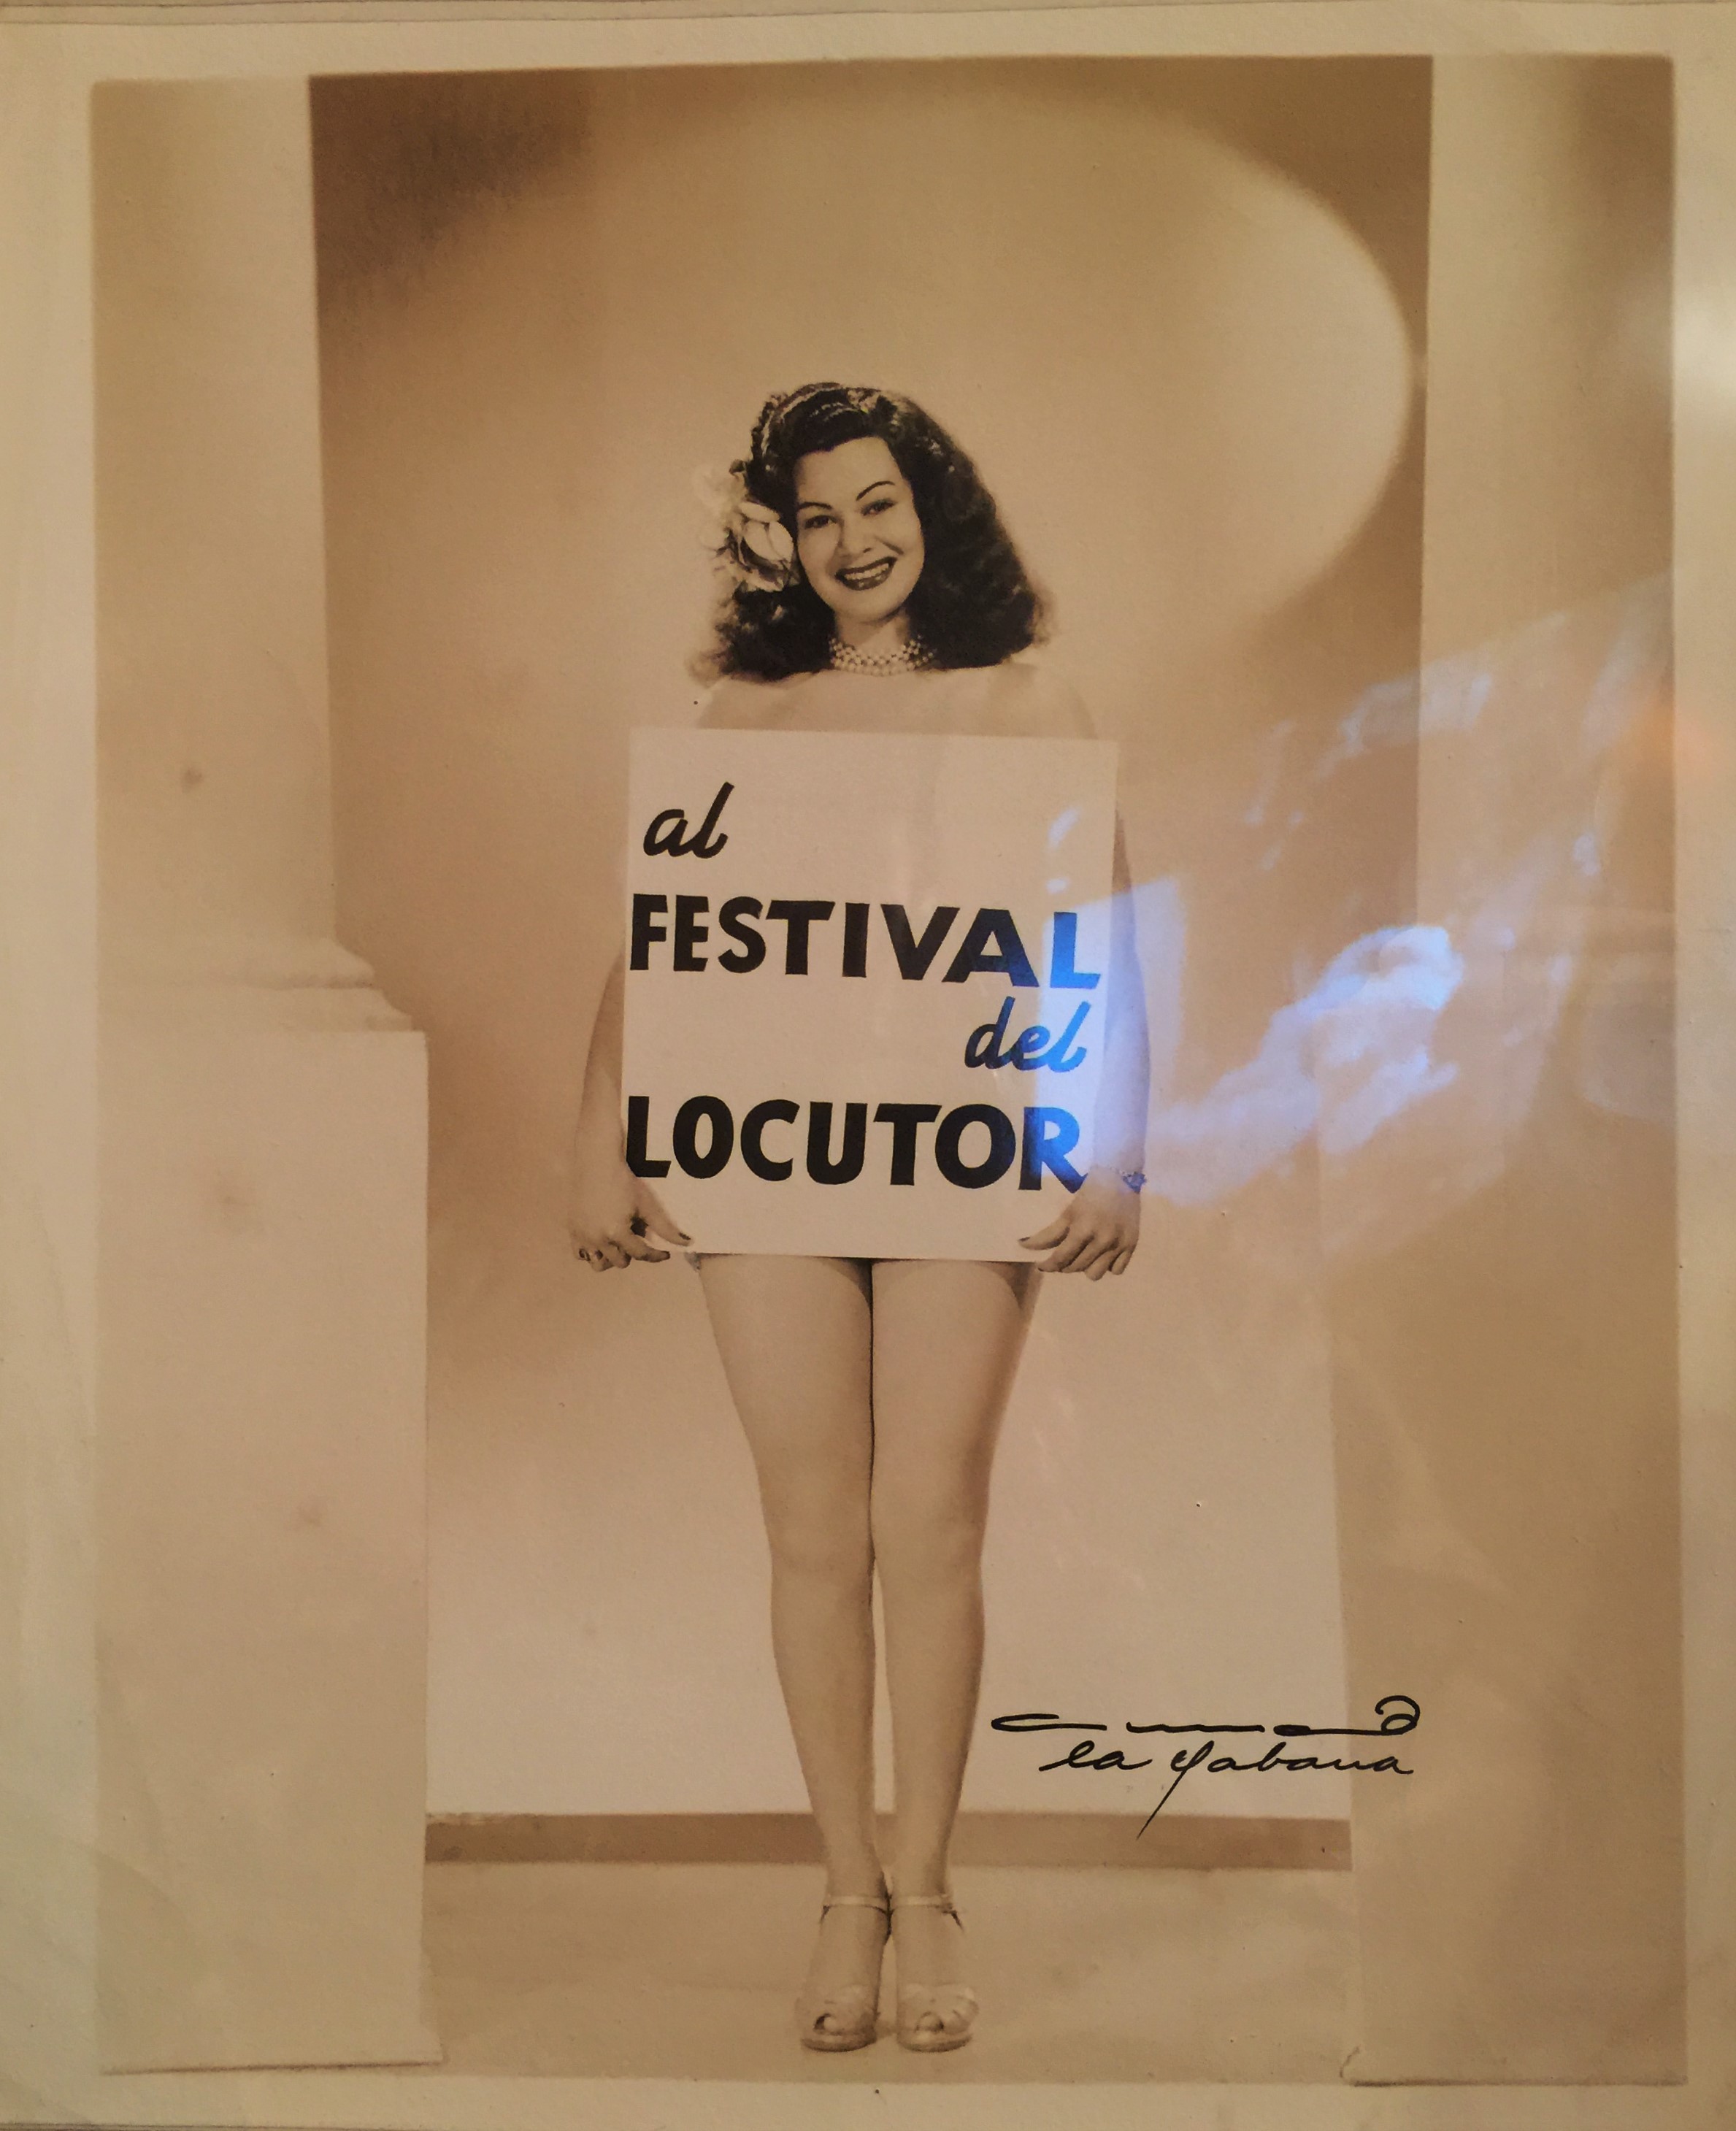 al
FESTIVAL
del
LOCUTOR
la Habana